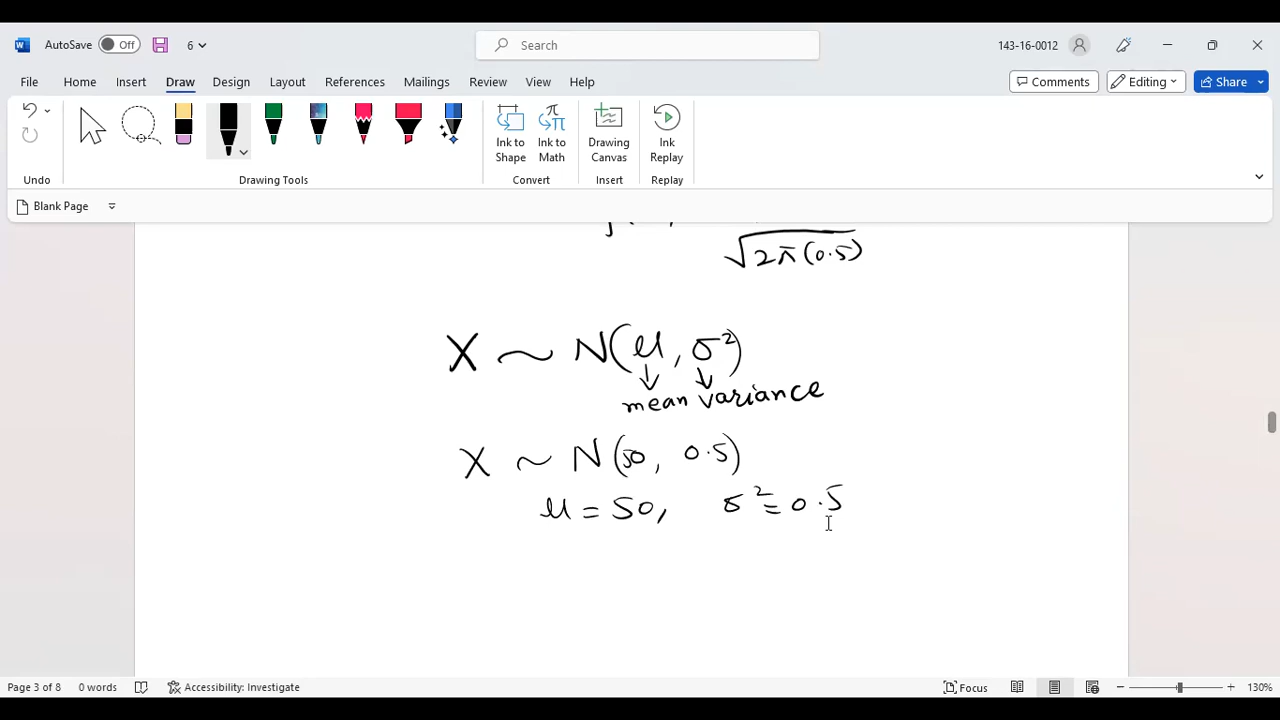 AutoSave Off 6 Search 143-16-0012
File Home Insert Draw Design Layout References Mailings Review View Help Comments Editing Share
Undo Drawing Tools Ink to Shape Ink to Math Convert Drawing Canvas Insert Ink Replay Replay
Blank Page
√2π(0.5)
X ~ N(μ, σ²)
↓ ↓
mean variance
X ~ N(50, 0.5)
μ = 50, σ² = 0.5
Page 3 of 8 0 words Accessibility: Investigate Focus 130%